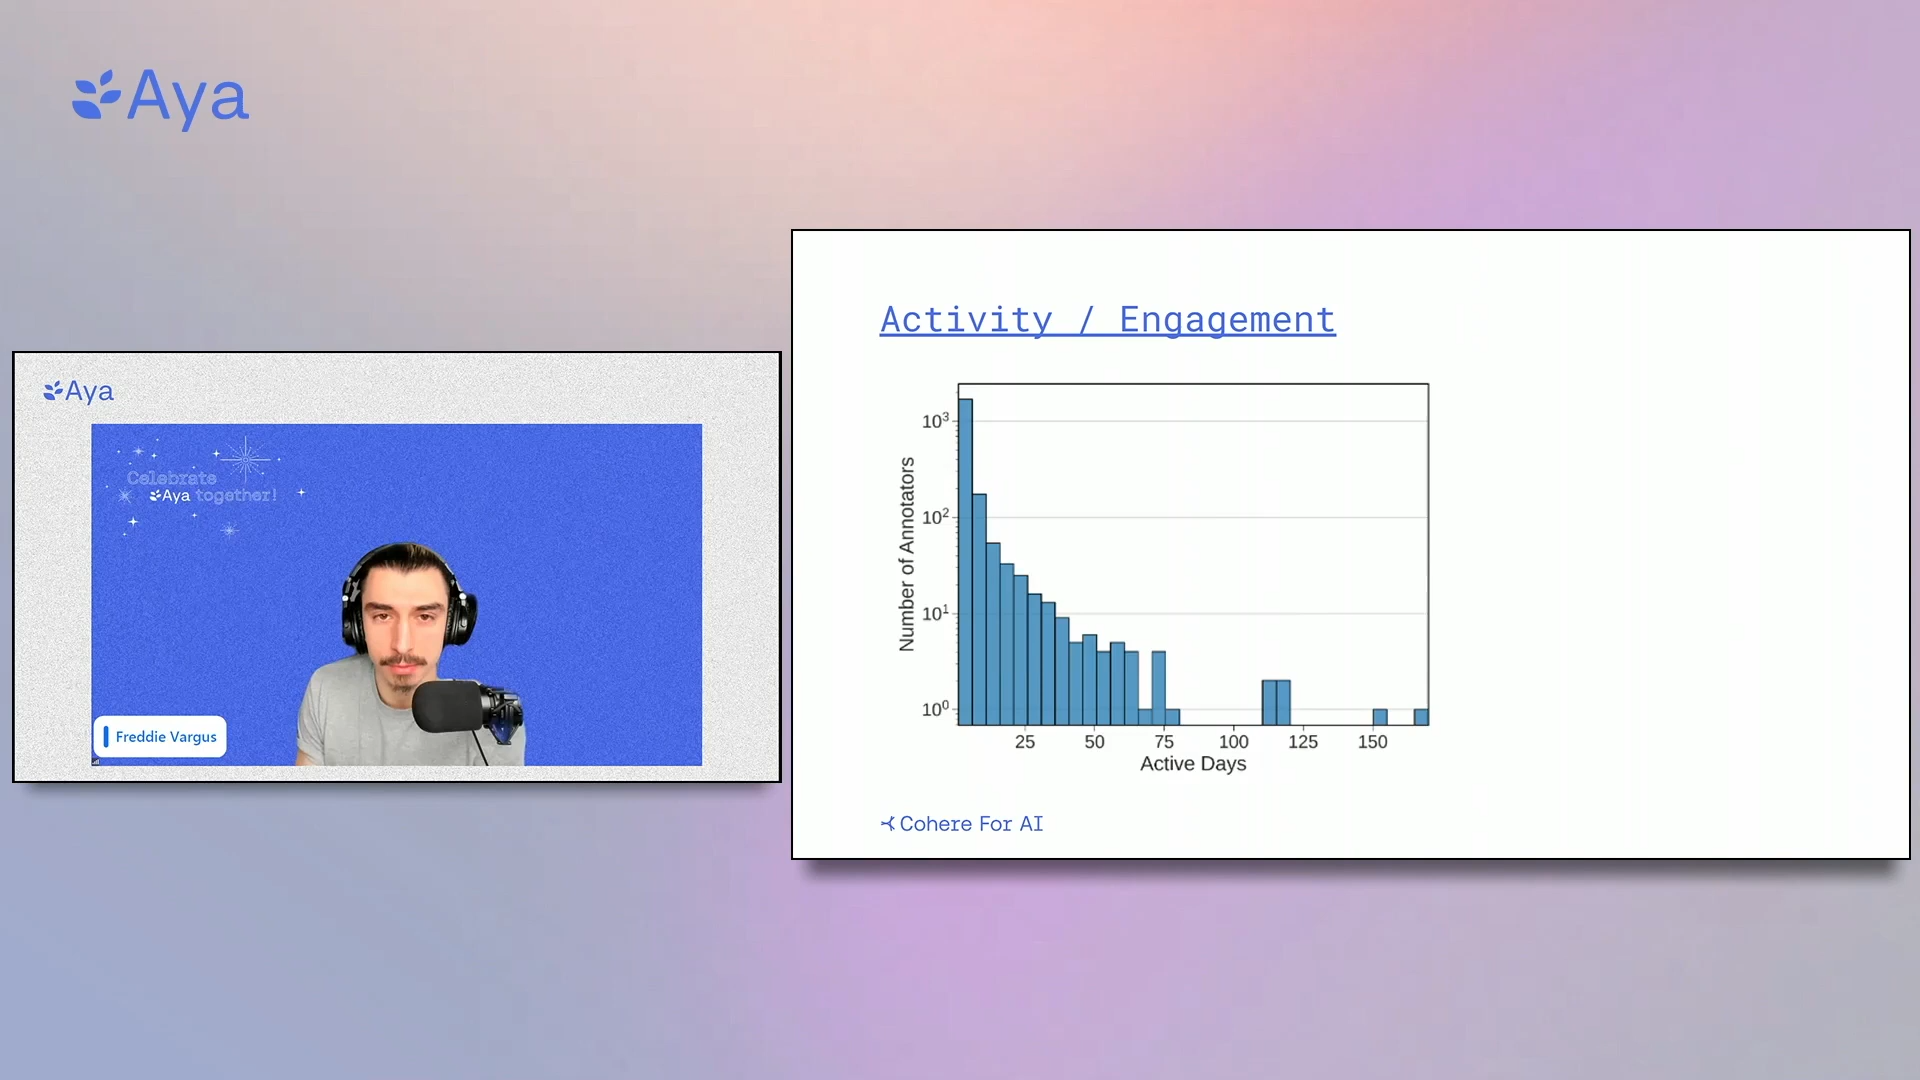 Aya
Aya
Celebrate
Aya together!
Freddie Vargus
Activity / Engagement
Number of Annotators
10³
10²
10¹
10⁰
25 50 75 100 125 150
Active Days
Cohere For AI